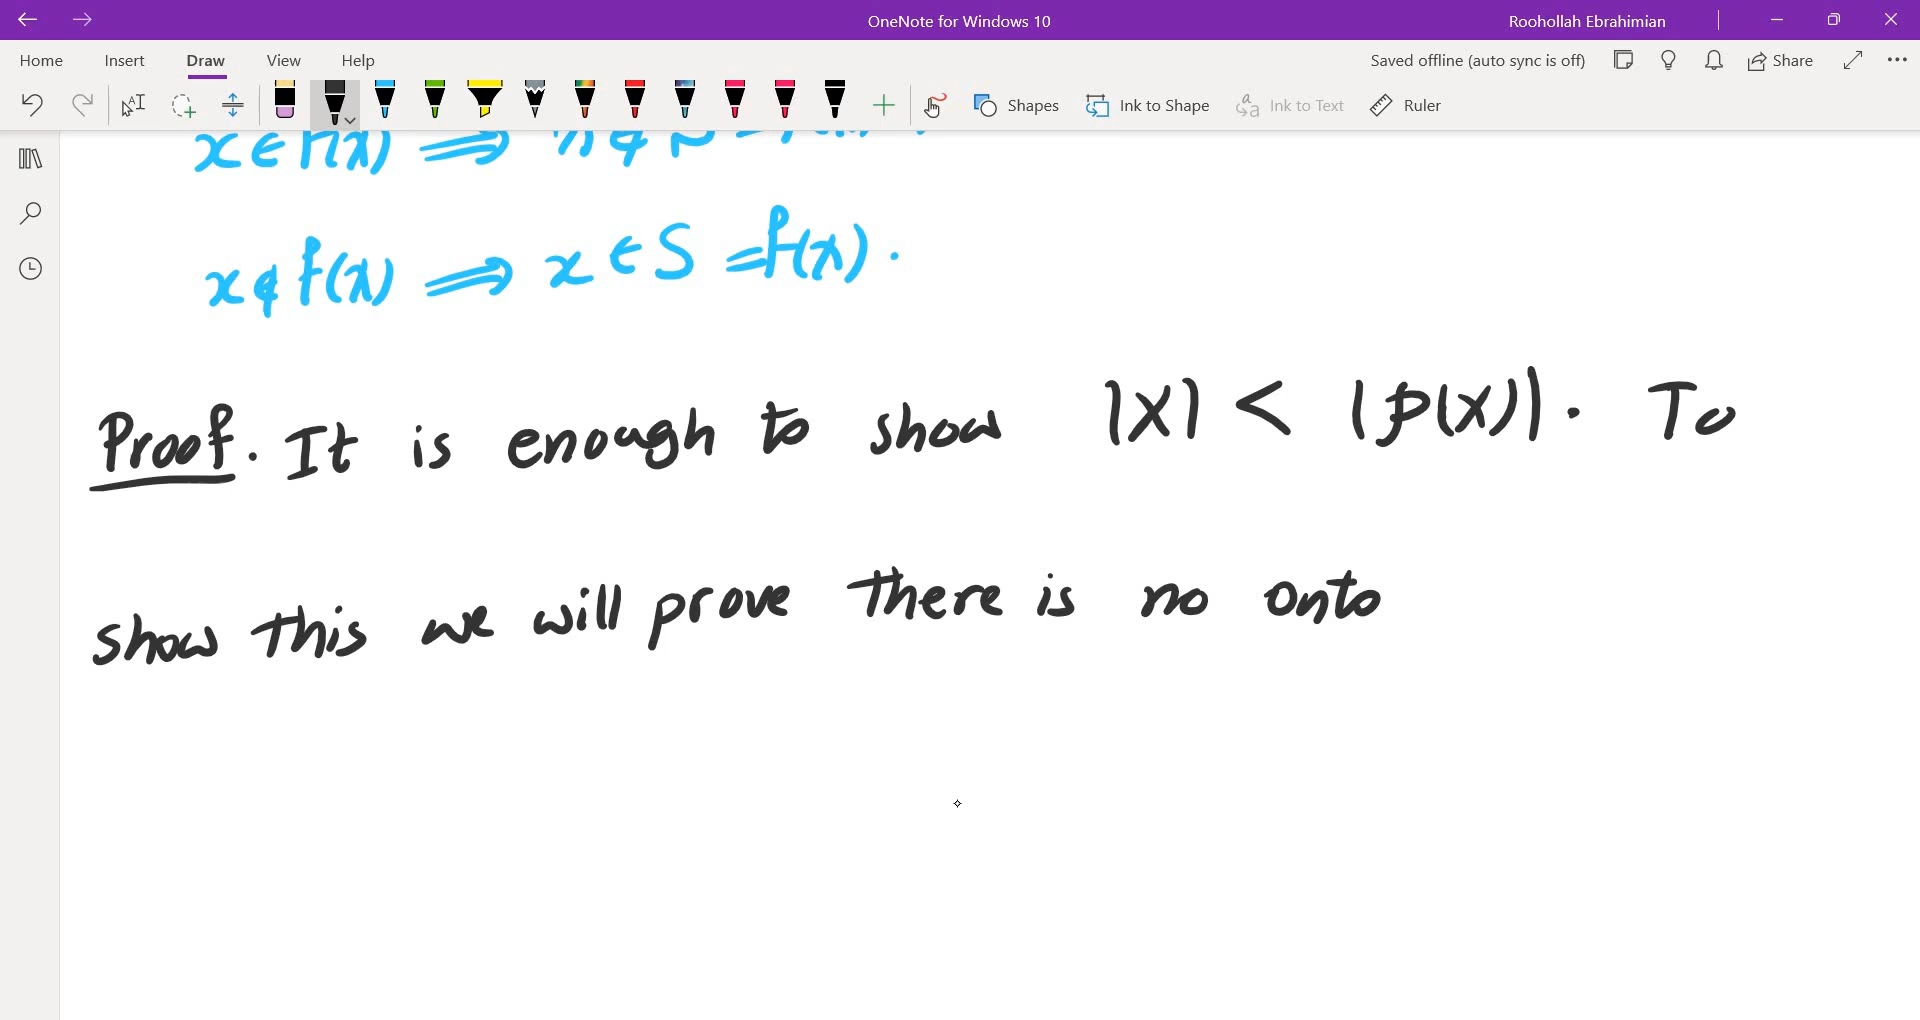 OneNote for Windows 10
Roohollah Ebrahimian
Home Insert Draw View Help
Saved offline (auto sync is off) Share
Shapes Ink to Shape Ink to Text Ruler
x ∈ f(x) ⟹
x ∉ f(x) ⟹ x ∈ S = f(x).
Proof. It is enough to show |X| < |P(X)|. To
show this we will prove there is no onto